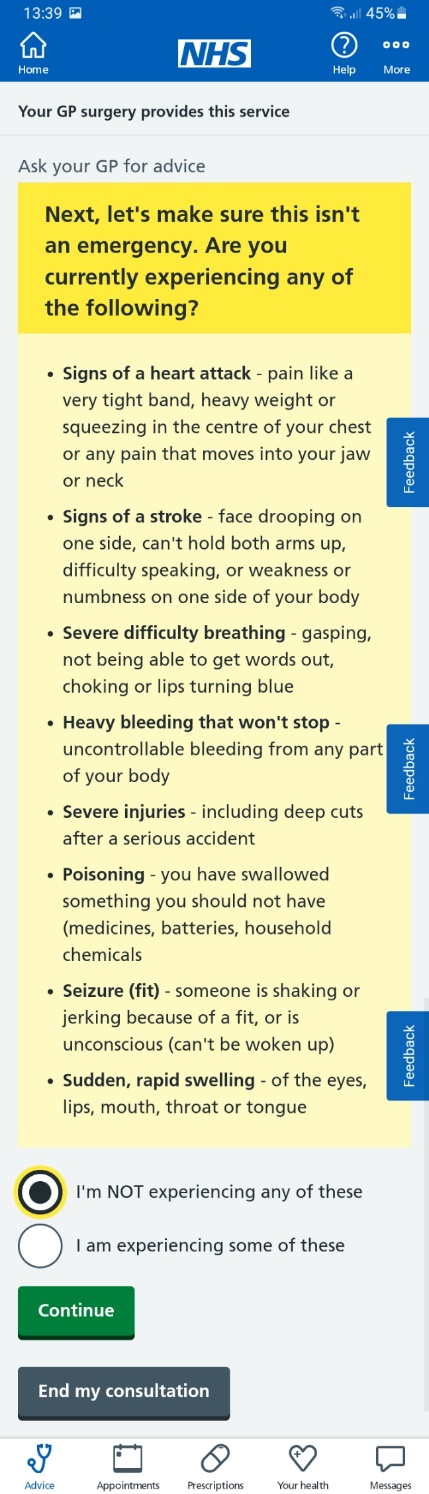 13:39 45%
NHS
Home Help More
Your GP surgery provides this service
Ask your GP for advice
Next, let's make sure this isn't
an emergency. Are you
currently experiencing any of
the following?
• Signs of a heart attack - pain like a
very tight band, heavy weight or
squeezing in the centre of your chest
or any pain that moves into your jaw
or neck
Feedback
• Signs of a stroke - face drooping on
one side, can't hold both arms up,
difficulty speaking, or weakness or
numbness on one side of your body
• Severe difficulty breathing - gasping,
not being able to get words out,
choking or lips turning blue
• Heavy bleeding that won't stop -
uncontrollable bleeding from any part
of your body
Feedback
• Severe injuries - including deep cuts
after a serious accident
• Poisoning - you have swallowed
something you should not have
(medicines, batteries, household
chemicals
• Seizure (fit) - someone is shaking or
jerking because of a fit, or is
unconscious (can't be woken up)
Feedback
• Sudden, rapid swelling - of the eyes,
lips, mouth, throat or tongue
I'm NOT experiencing any of these
I am experiencing some of these
Continue
End my consultation
Advice Appointments Prescriptions Your health Messages